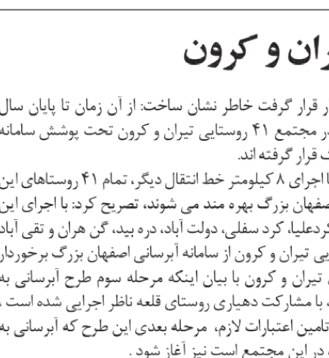 ران و کرون
ر قرار گرفت خاطر نشان ساخت: از آن زمان تا پایان سال
ر مجتمع ۴۱ روستایی تیران و کرون تحت پوشش سامانه
قرار گرفته اند.
ا اجرای ۸ کیلومتر خط انتقال دیگر، تمام ۴۱ روستاهای این
صفهان بزرگ بهره مند می شوند، تصریح کرد: با اجرای این
کردعلیا، کرد سفلی، دولت آباد، دره بید، گن هران و تقی آباد
یی تیران و کرون از سامانه آبرسانی اصفهان بزرگ برخوردار
تیران و کرون با بیان اینکه مرحله سوم طرح آبرسانی به
، با مشارکت دهیاری روستای قلعه ناظر اجرایی شده است ،
تامین اعتبارات لازم، مرحله بعدی این طرح که آبرسانی به
در این مجتمع است نیز آغاز شود .